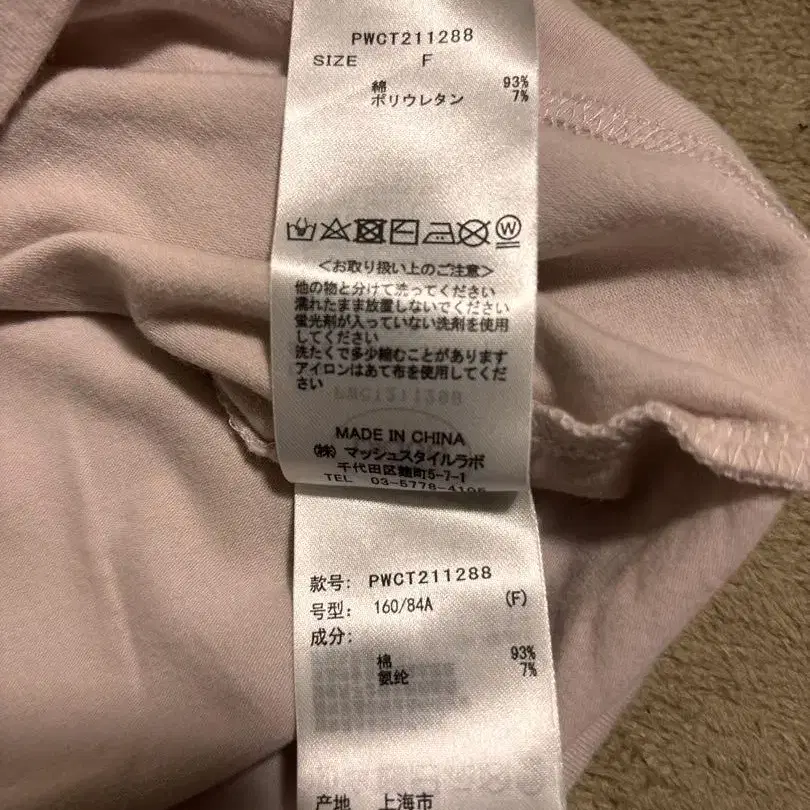 PWCT211288
SIZE F
綿 93%
ポリウレタン 7%
W
<お取り扱い上のご注意>
他の物と分けて洗ってください
濡れたまま放置しないでください
蛍光剤が入っていない洗剤を使用
してください
洗たくで多少縮むことがあります
アイロンはあて布を使用してくだ
さい
PWCT211288
MADE IN CHINA
(株) マッシュスタイルラボ
千代田区麹町5-7-1
TEL 03-5778-4105
款号: PWCT211288
号型: 160/84A (F)
成分:
棉 93%
氨纶 7%
产地 上海市